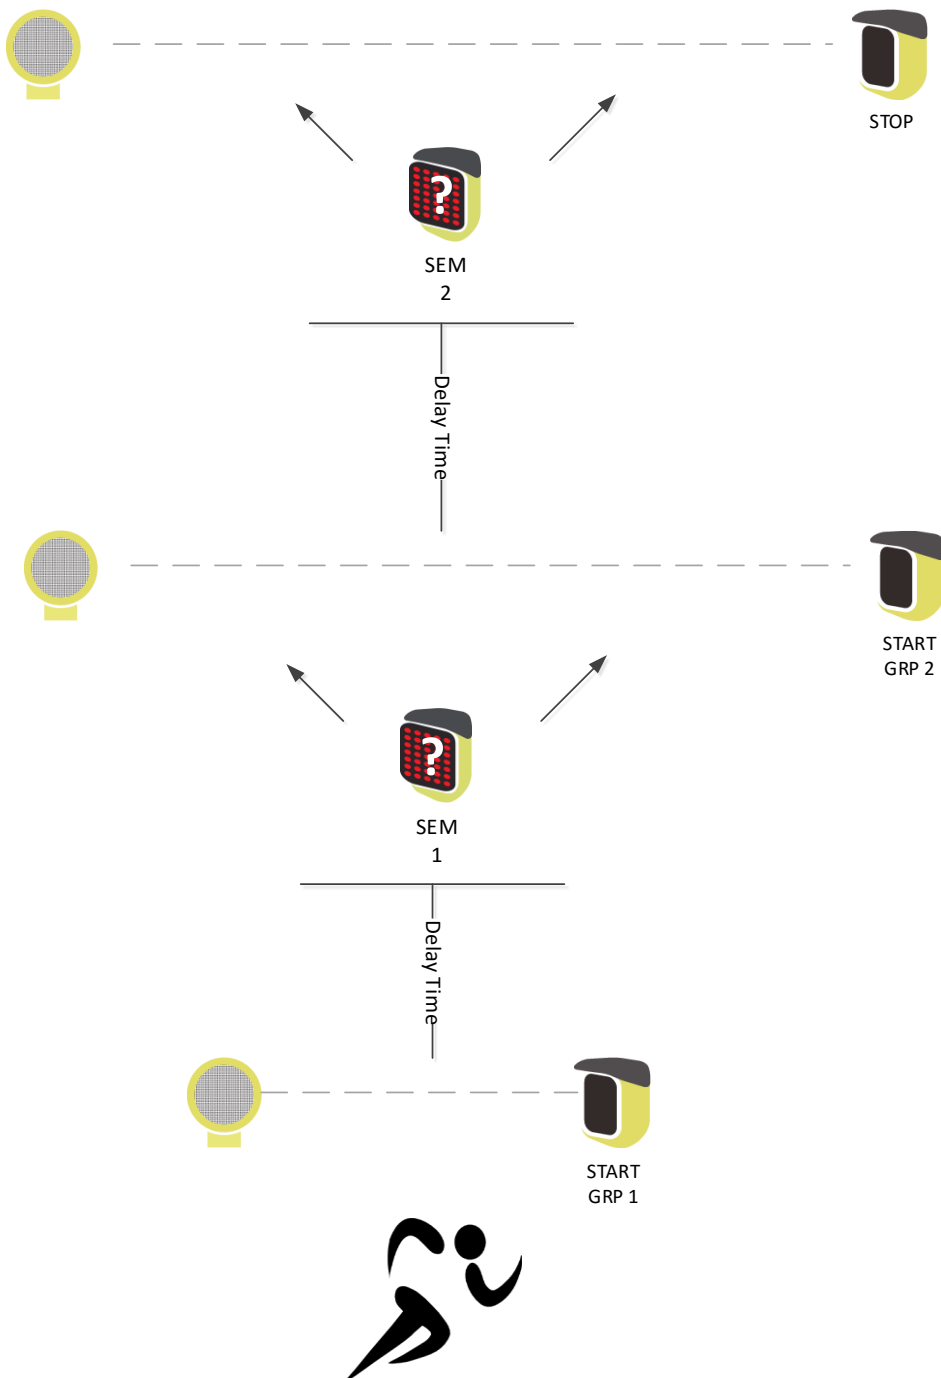 STOP
?
SEM
2
Delay Time
START
GRP 2
?
SEM
1
Delay Time
START
GRP 1